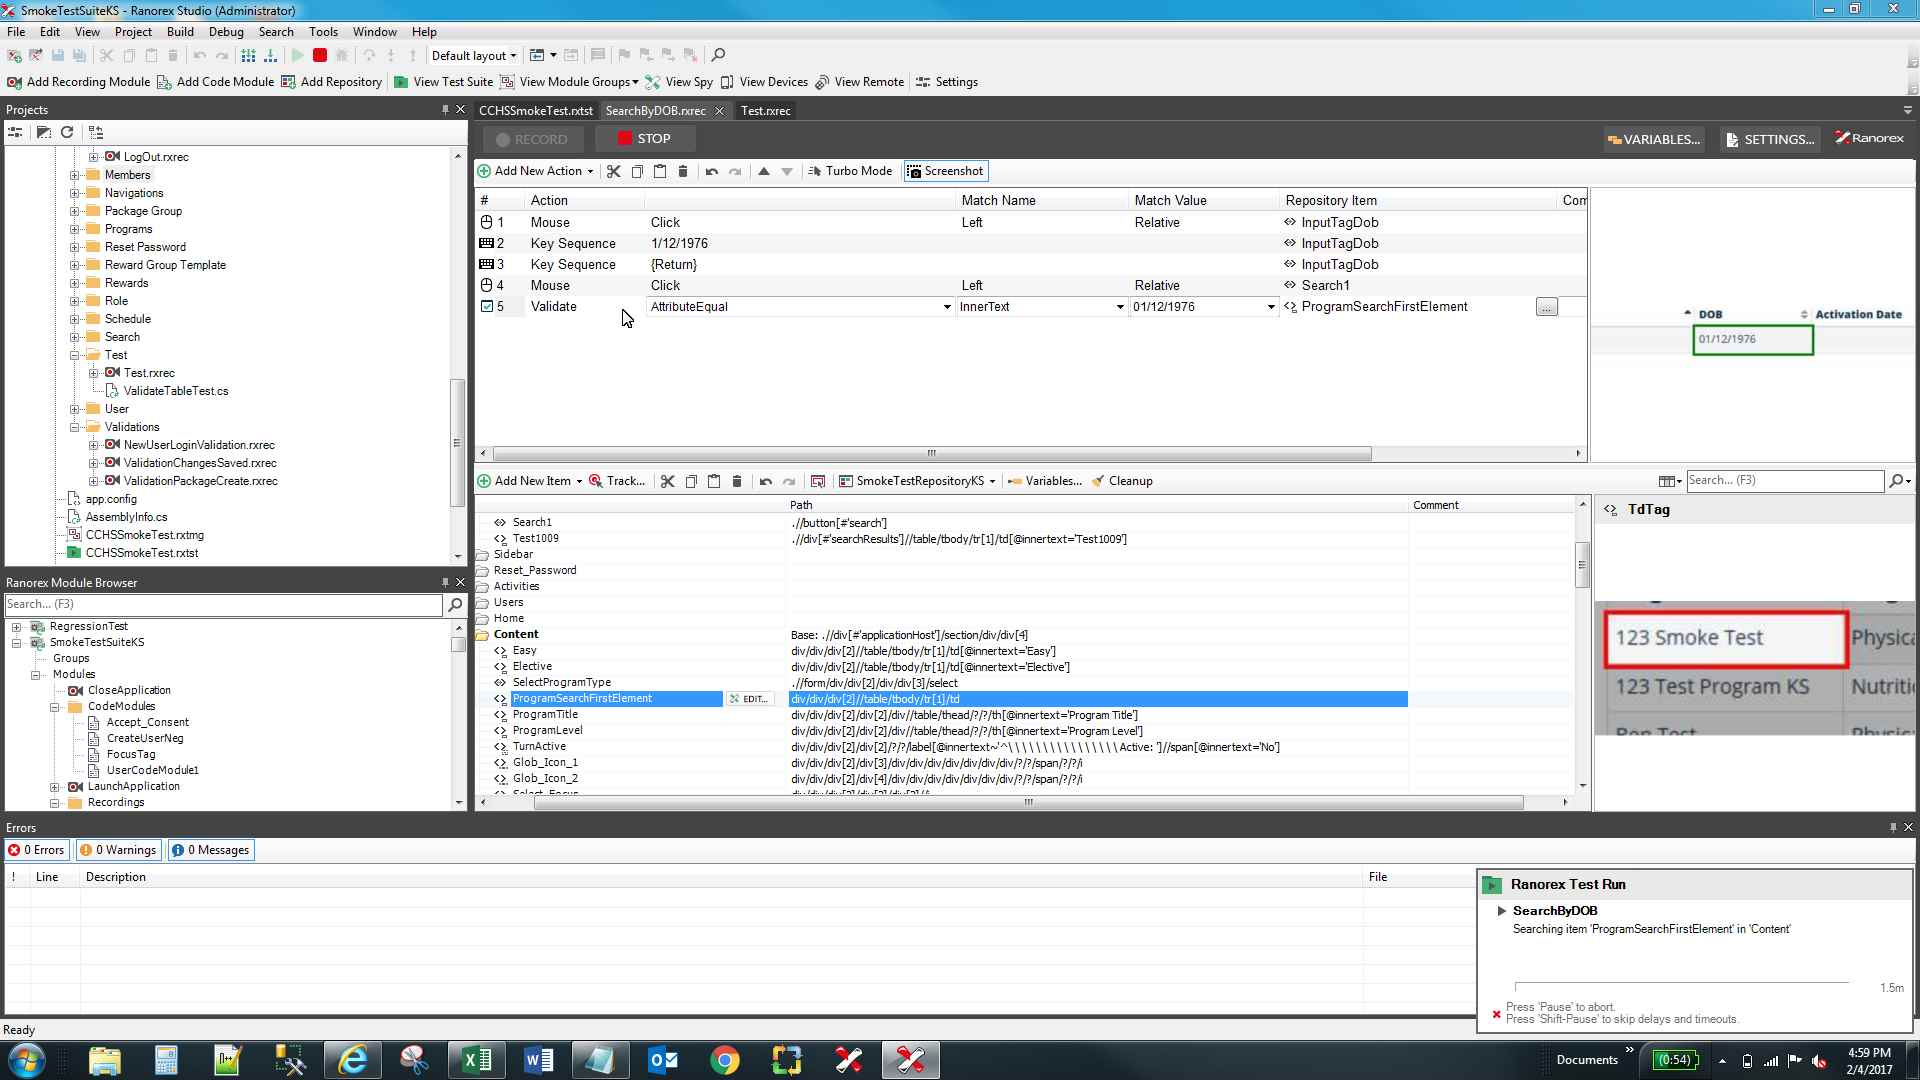 SmokeTestSuiteKS - Ranorex Studio (Administrator)
File Edit View Project Build Debug Search Tools Window Help
Default layout
Add Recording Module Add Code Module Add Repository View Test Suite View Module Groups View Spy View Devices View Remote Settings
Projects
LogOut.rxrec
Members
Navigations
Package Group
Programs
Reset Password
Reward Group Template
Rewards
Role
Schedule
Search
Test
Test.rxrec
ValidateTableTest.cs
User
Validations
NewUserLoginValidation.rxrec
ValidationChangesSaved.rxrec
ValidationPackageCreate.rxrec
app.config
AssemblyInfo.cs
CCHSSmokeTest.rxtmg
CCHSSmokeTest.rxtst
Ranorex Module Browser
Search... (F3)
RegressionTest
SmokeTestSuiteKS
Groups
Modules
CloseApplication
CodeModules
Accept_Consent
CreateUserNeg
FocusTag
UserCodeModule1
LaunchApplication
Recordings
CCHSSmokeTest.rxtst SearchByDOB.rxrec Test.rxrec
RECORD STOP VARIABLES... SETTINGS... Ranorex
Add New Action Turbo Mode Screenshot
# Action Match Name Match Value Repository Item Com
1 Mouse Click Left Relative InputTagDob
2 Key Sequence 1/12/1976 InputTagDob
3 Key Sequence {Return} InputTagDob
4 Mouse Click Left Relative Search1
5 Validate AttributeEqual InnerText 01/12/1976 ProgramSearchFirstElement ...
DOB Activation Date
01/12/1976
Add New Item Track... SmokeTestRepositoryKS Variables... Cleanup Search... (F3)
Path Comment
Search1 .//button[#'search']
Test1009 .//div[#'searchResults']//table/tbody/tr[1]/td[@innertext='Test1009']
Sidebar
Reset_Password
Activities
Users
Home
Content Base: .//div[#'applicationHost']/section/div/div[4]
Easy div/div/div[2]//table/tbody/tr[1]/td[@innertext='Easy']
Elective div/div/div[2]//table/tbody/tr[1]/td[@innertext='Elective']
SelectProgramType .//form/div/div[2]/div/div[3]/select
ProgramSearchFirstElement EDIT... div/div/div[2]//table/tbody/tr[1]/td
ProgramTitle div/div/div[2]/div[2]/div//table/thead/?/?/th[@innertext='Program Title']
ProgramLevel div/div/div[2]/div[2]/div//table/thead/?/?/th[@innertext='Program Level']
TurnActive
Glob_Icon_1 div/div/div[2]/div[3]/div/div/div/div/div/div/div/?/?/span/?/?/i
Glob_Icon_2 div/div/div[2]/div[4]/div/div/div/div/div/div/div/?/?/span/?/?/i
TdTag
123 Smoke Test Physica
123 Test Program KS Nutriti
Errors
0 Errors 0 Warnings 0 Messages
! Line Description File
Ranorex Test Run
SearchByDOB
Searching item 'ProgramSearchFirstElement' in 'Content'
1.5m
Press 'Pause' to abort.
Press 'Shift-Pause' to skip delays and timeouts.
Ready
Documents (0:54) 4:59 PM
2/4/2017